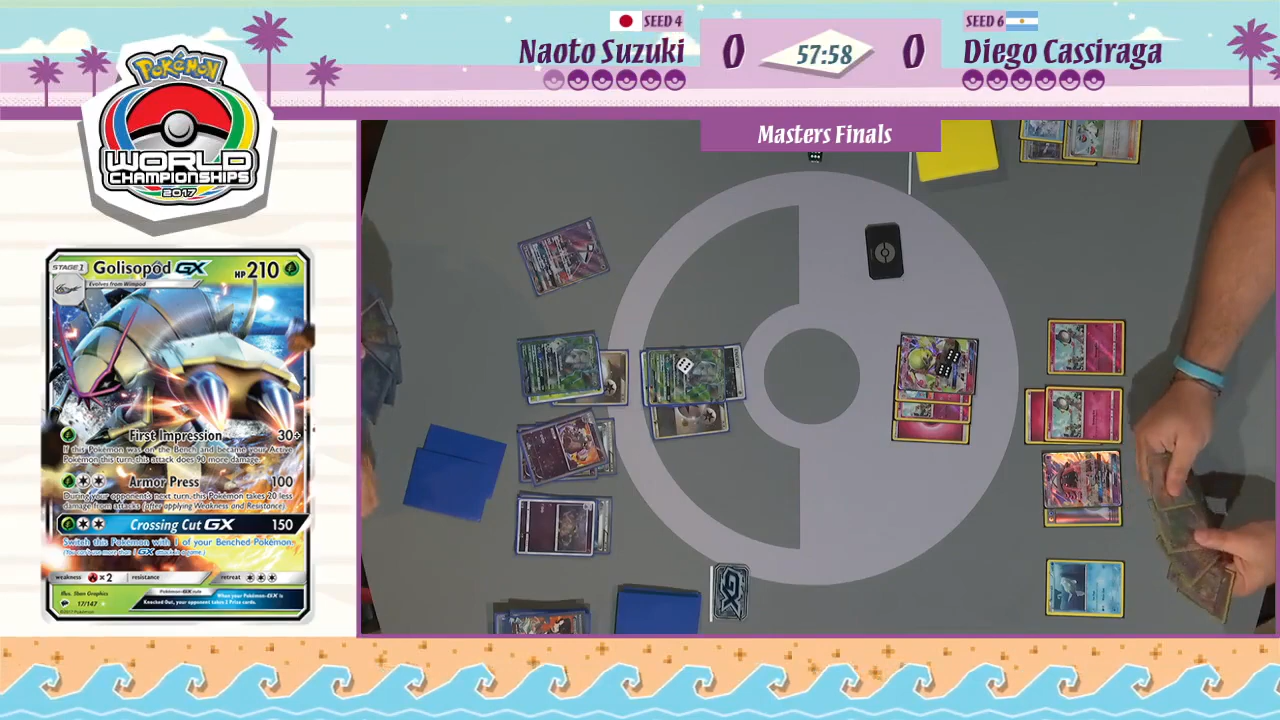 SEED 4
SEED 6
Naoto Suzuki
0
57:58
0
Diego Cassiraga
Masters Finals
Pokémon
WORLD
CHAMPIONSHIPS
2017
STAGE 1
Golisopod GX
HP 210
Evolves from Wimpod
First Impression 30+
If this Pokémon was on the Bench and became your Active
Pokémon this turn, this attack does 90 more damage.
Armor Press 100
During your opponent's next turn, this Pokémon takes 20 less
damage from attacks (after applying Weakness and Resistance).
Crossing Cut GX 150
Switch this Pokémon with 1 of your Benched Pokémon.
(You can't use more than 1 GX attack in a game.)
weakness ×2 resistance retreat
Pokémon-GX rule
When your Pokémon-GX is
Knocked Out, your opponent takes 2 Prize cards.
17/147
GX